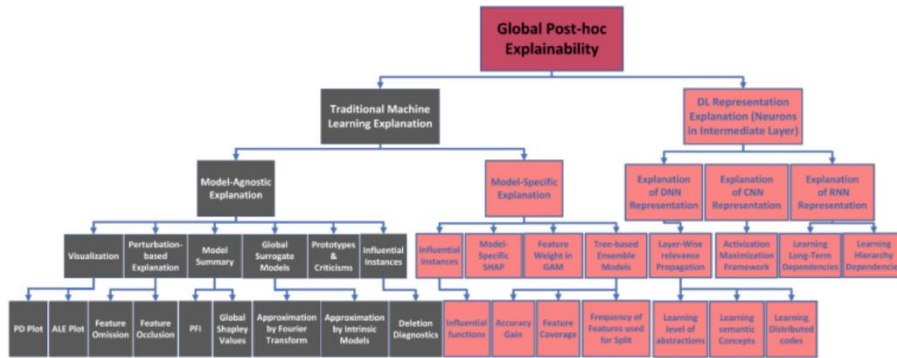 Global Post-hoc
Explainability
Traditional Machine
Learning Explanation
DL Representation
Explanation (Neurons
in Intermediate Layer)
Model-Agnostic
Explanation
Model-Specific
Explanation
Explanation
of DNN
Representation
Explanation
of CNN
Representation
Explanation
of RNN
Representation
Visualization
Perturbation-
based Explanation
Model
Summary
Global
Surrogate
Models
Prototypes
&
Criticisms
Influential
Instances
Influential
Instances
Model-
Specific
SHAP
Feature
Weight in
GAM
Tree-based
Ensemble
Models
Layer-Wise
relevance
Propagation
Activization
Maximization
Framework
Learning
Long-Term
Dependencies
Learning
Hierarchy
Dependencies
PD Plot
ALE Plot
Feature
Omission
Feature
Occlusion
PFI
Global
Shapley
Values
Approximation
by Fourier
Transform
Approximation
by Intrinsic
Models
Deletion
Diagnostics
Influential
functions
Accuracy
Gain
Feature
Coverage
Frequency of
Features used
for Split
Learning
level of
abstractions
Learning
semantic
Concepts
Learning
Distributed
codes